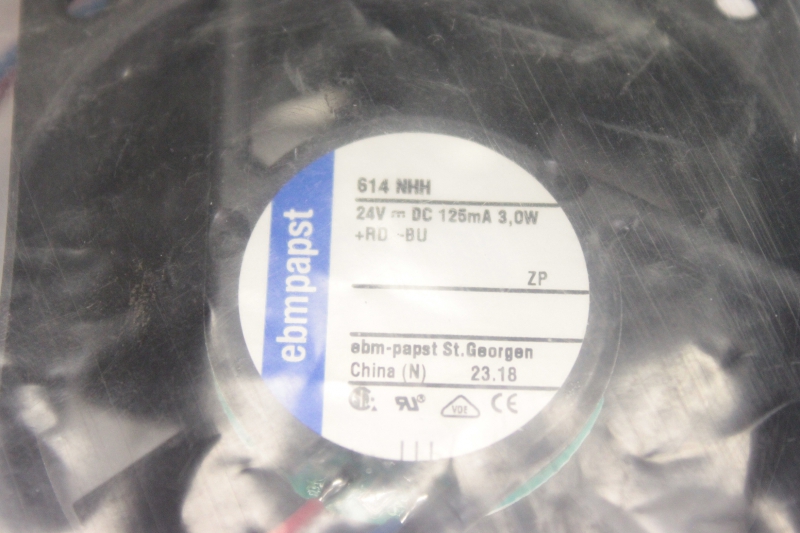 ebmpapst
614 NHH
24V ⎓ DC 125mA 3,0W
+RD -BU
ZP
ebm-papst St.Georgen
China (N) 23.18
VDE CE